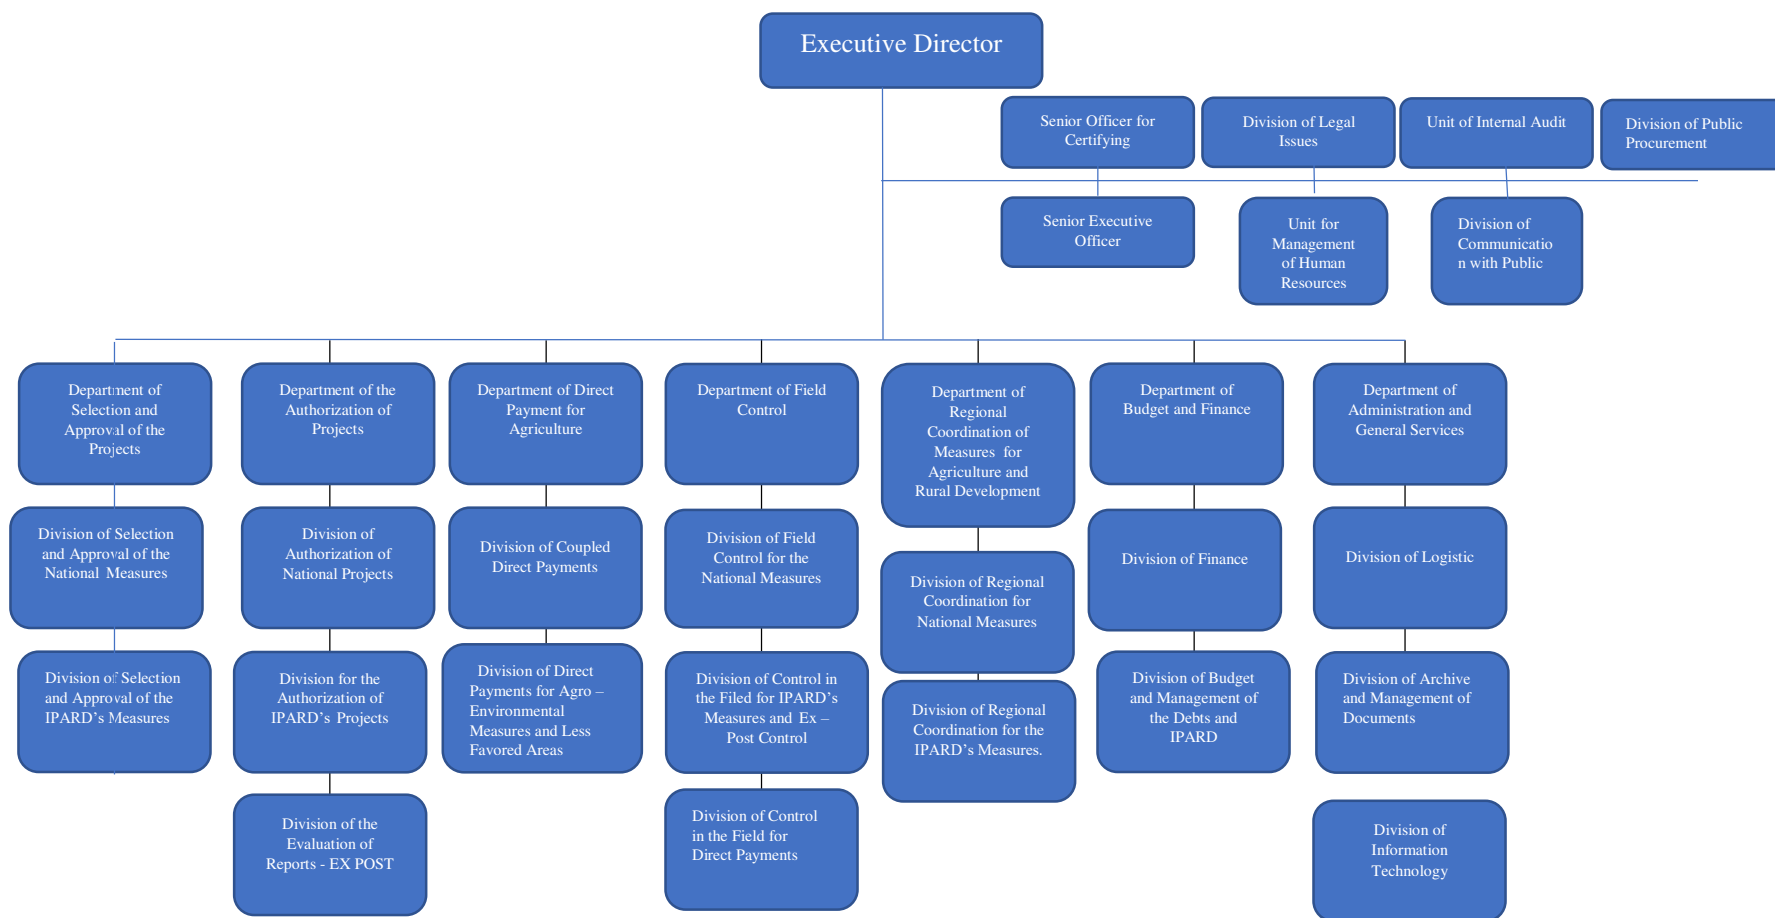 Executive Director
Senior Officer for
Certifying
Division of Legal
Issues
Unit of Internal Audit
Division of Public
Procurement
Senior Executive
Officer
Unit for
Management
of Human
Resources
Division of
Communicatio
n with Public
Department of
Selection and
Approval of the
Projects
Department of the
Authorization of
Projects
Department of Direct
Payment for
Agriculture
Department of Field
Control
Department of
Regional
Coordination of
Measures for
Agriculture and
Rural Development
Department of
Budget and Finance
Department of
Administration and
General Services
Division of Selection
and Approval of the
National Measures
Division of
Authorization of
National Projects
Division of Coupled
Direct Payments
Division of Field
Control for the
National Measures
Division of Regional
Coordination for
National Measures
Division of Finance
Division of Logistic
Division of Selection
and Approval of the
IPARD's Measures
Division for the
Authorization of
IPARD's Projects
Division of Direct
Payments for Agro –
Environmental
Measures and Less
Favored Areas
Division of Control in
the Filed for IPARD's
Measures and Ex –
Post Control
Division of Regional
Coordination for the
IPARD's Measures.
Division of Budget
and Management of
the Debts and
IPARD
Division of Archive
and Management of
Documents
Division of the
Evaluation of
Reports - EX POST
Division of Control
in the Field for
Direct Payments
Division of
Information
Technology